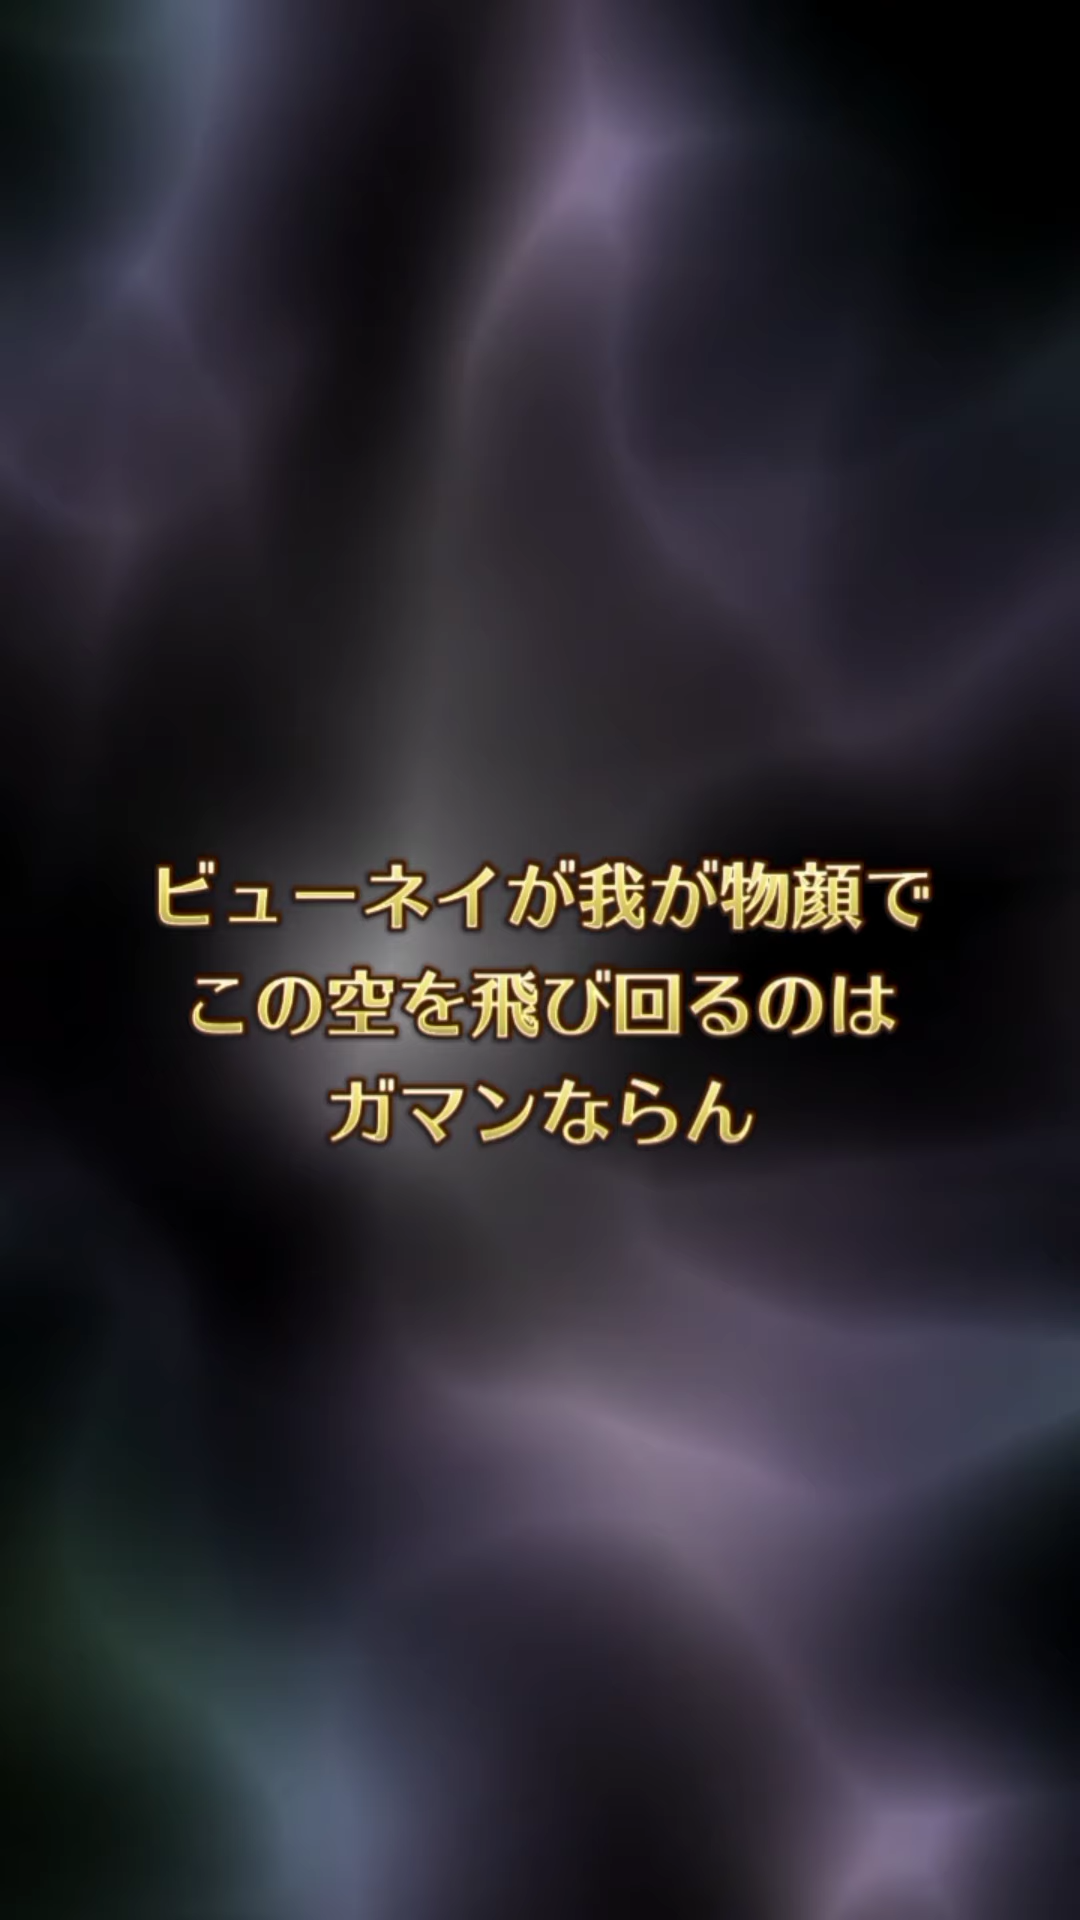 ビューネイが我が物顔で
この空を飛び回るのは
ガマンならん